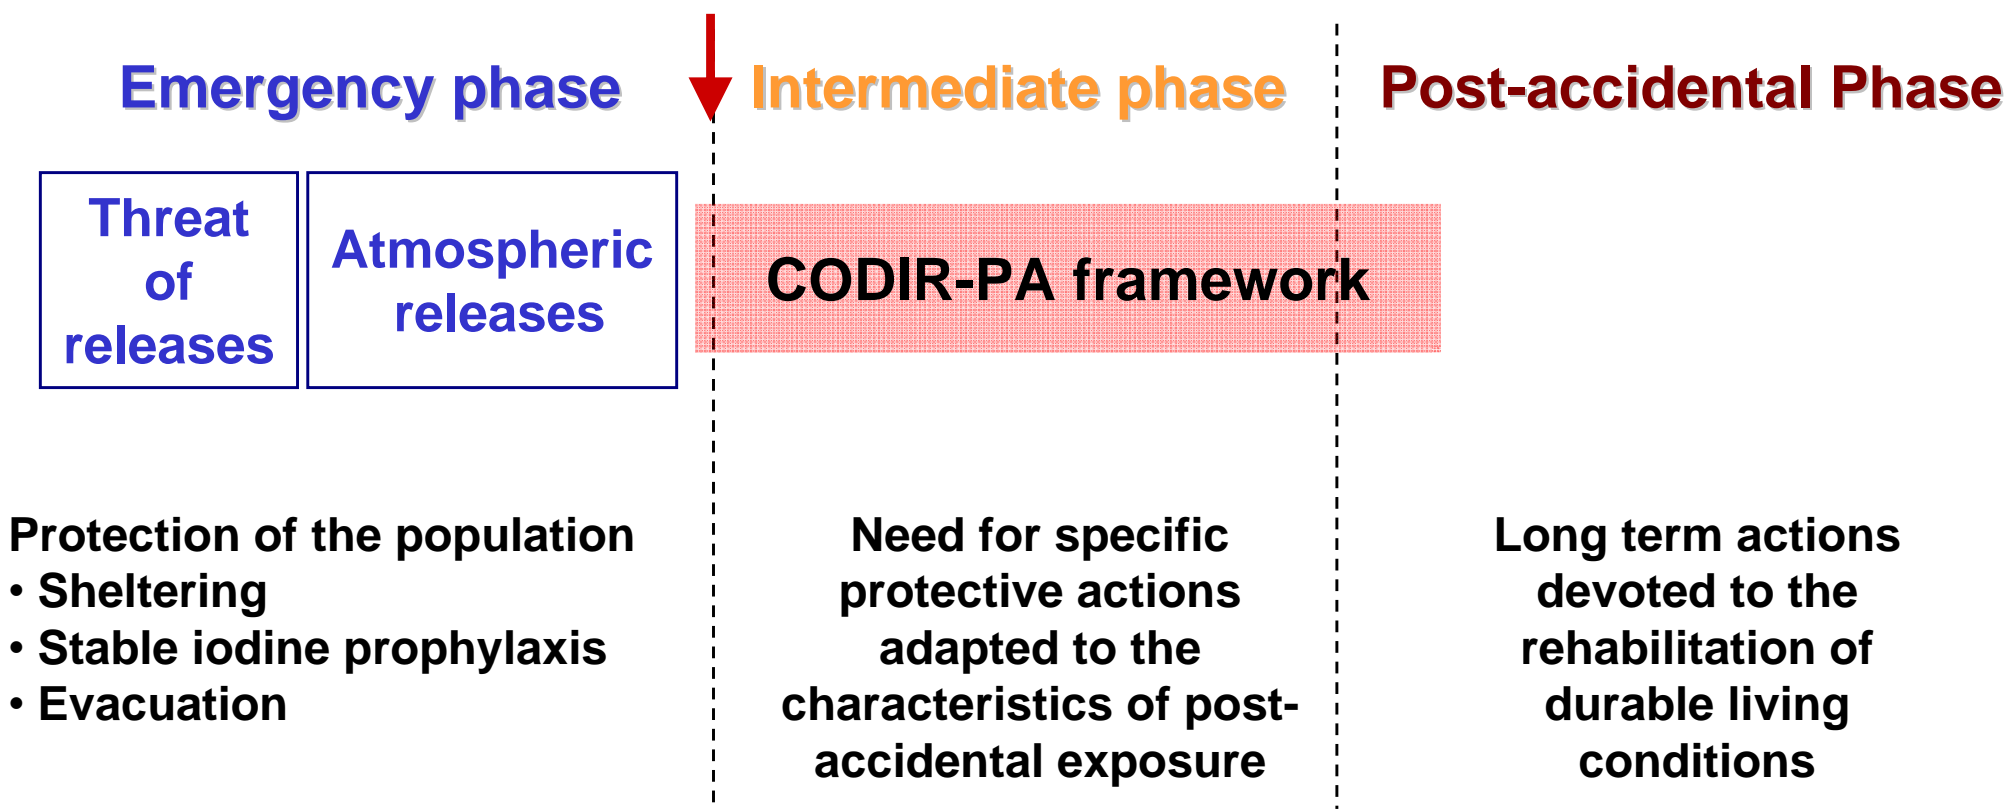 Emergency phase
Intermediate phase
Post-accidental Phase
Threat
of
releases
Atmospheric
releases
CODIR-PA framework
Protection of the population
• Sheltering
• Stable iodine prophylaxis
• Evacuation
Need for specific
protective actions
adapted to the
characteristics of post-
accidental exposure
Long term actions
devoted to the
rehabilitation of
durable living
conditions